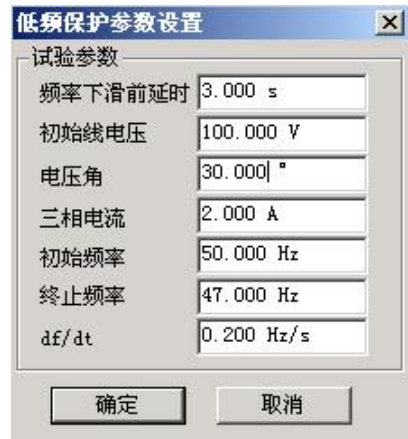 低频保护参数设置
试验参数
频率下滑前延时 3.000 s
初始线电压 100.000 V
电压角 30.000 °
三相电流 2.000 A
初始频率 50.000 Hz
终止频率 47.000 Hz
df/dt 0.200 Hz/s
确定 取消